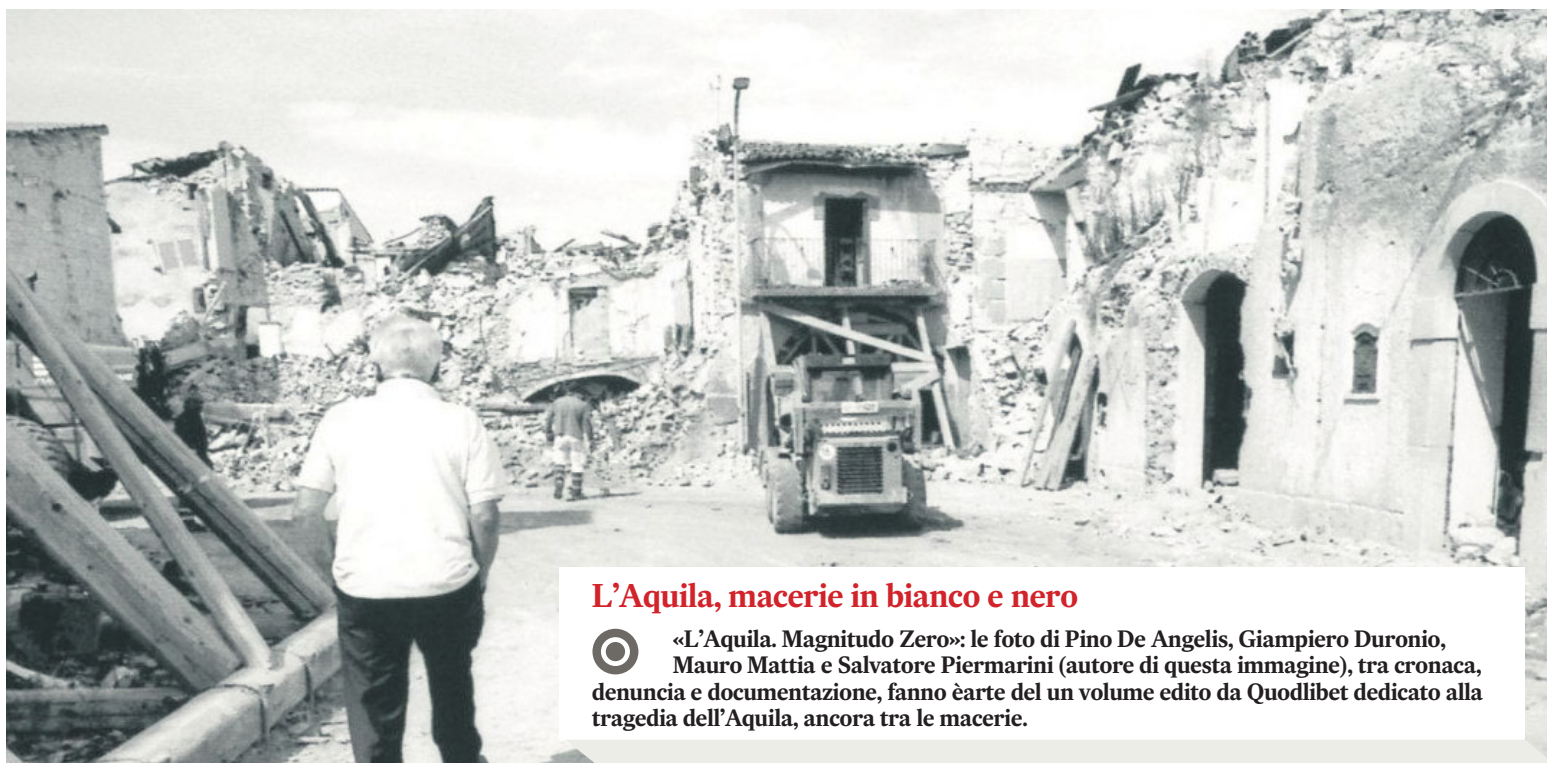 L'Aquila, macerie in bianco e nero
«L'Aquila. Magnitudo Zero»: le foto di Pino De Angelis, Giampiero Duronio,
Mauro Mattia e Salvatore Piermarini (autore di questa immagine), tra cronaca,
denuncia e documentazione, fanno èarte del un volume edito da Quodlibet dedicato alla
tragedia dell'Aquila, ancora tra le macerie.